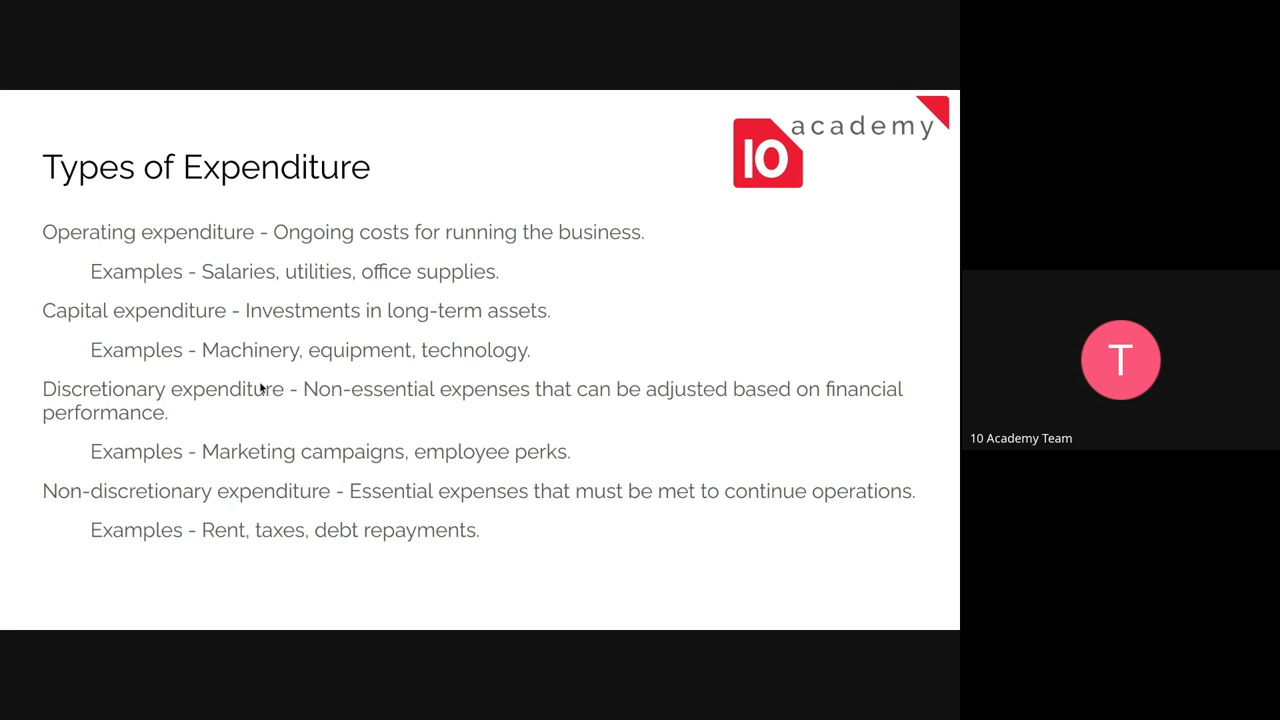 academy
10
Types of Expenditure
Operating expenditure - Ongoing costs for running the business.
Examples - Salaries, utilities, office supplies.
Capital expenditure - Investments in long-term assets.
Examples - Machinery, equipment, technology.
Discretionary expenditure - Non-essential expenses that can be adjusted based on financial
performance.
Examples - Marketing campaigns, employee perks.
Non-discretionary expenditure - Essential expenses that must be met to continue operations.
Examples - Rent, taxes, debt repayments.
T
10 Academy Team